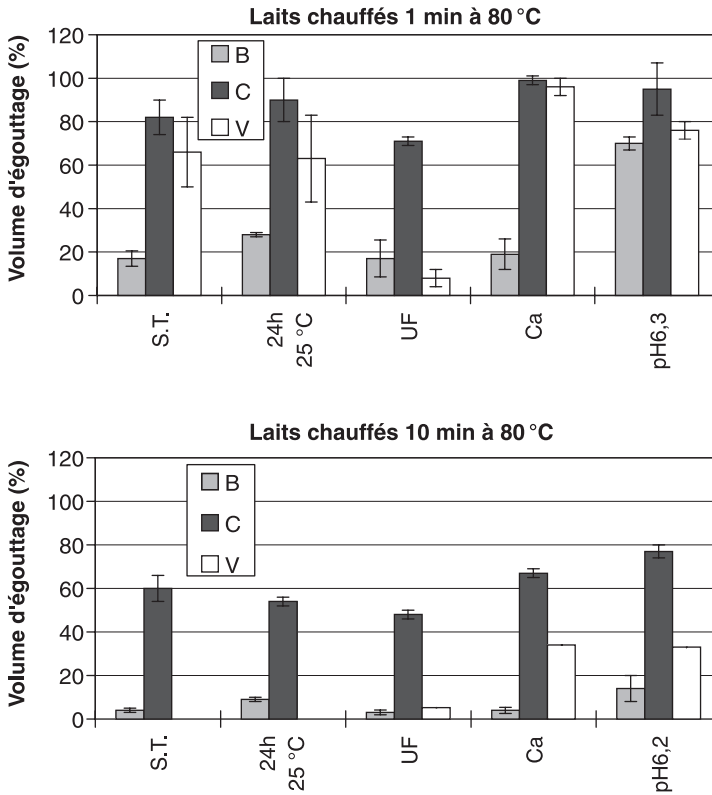 Laits chauffés 1 min à 80 °C
Volume d'égouttage (%)
120
100
80
60
40
20
0
B
C
V
S.T.
24h
25 °C
UF
Ca
pH6,3
Laits chauffés 10 min à 80 °C
Volume d'égouttage (%)
120
100
80
60
40
20
0
B
C
V
S.T.
24h
25 °C
UF
Ca
pH6,2